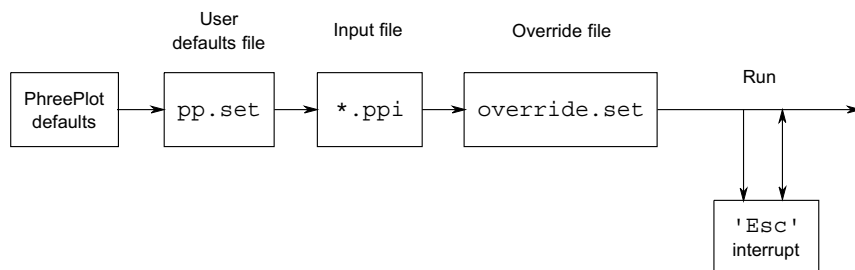 User
defaults file
Input file
Override file
Run
PhreePlot
defaults
pp.set
*.ppi
override.set
'Esc'
interrupt